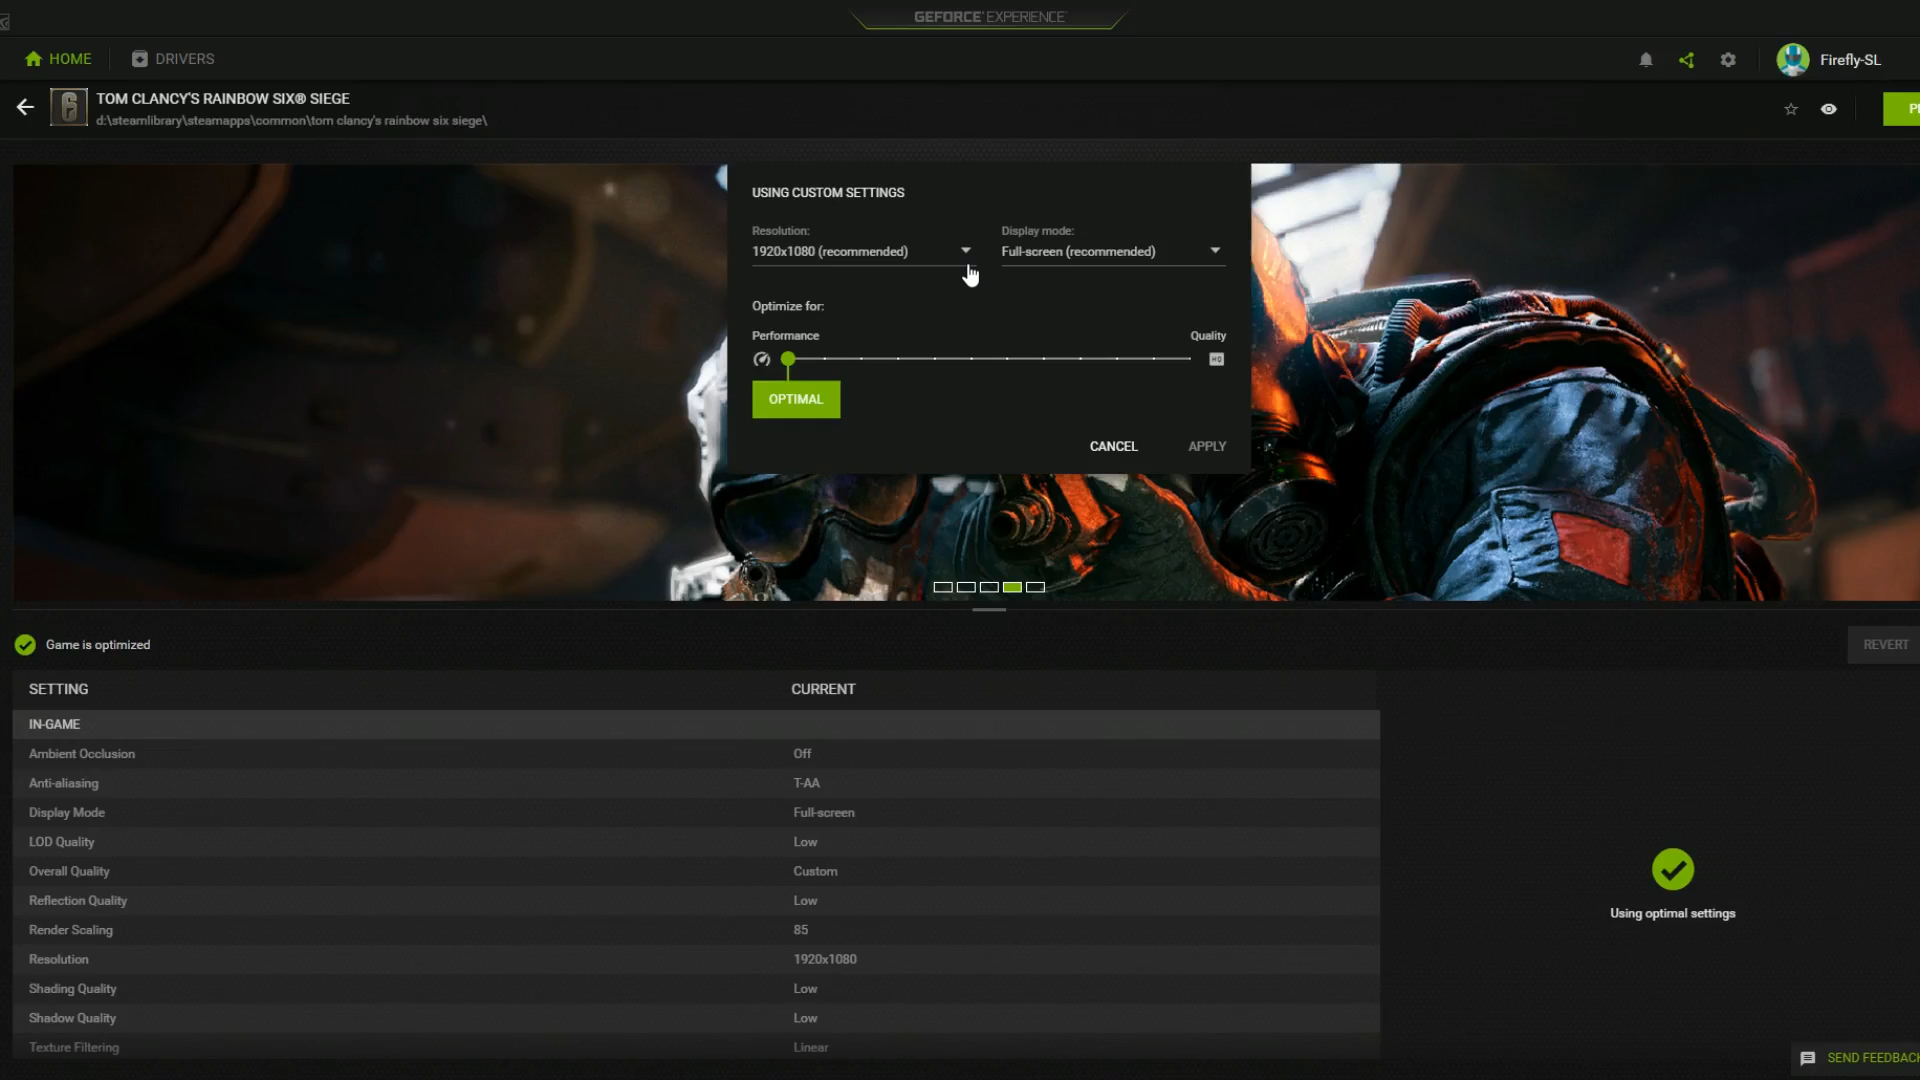 GEFORCE® EXPERIENCE™
HOME
DRIVERS
Firefly-SL
TOM CLANCY'S RAINBOW SIX® SIEGE
d:\steamlibrary\steamapps\common\tom clancy's rainbow six siege\
USING CUSTOM SETTINGS
Resolution:
Display mode:
1920x1080 (recommended)
Full-screen (recommended)
Optimize for:
Performance
Quality
HQ
OPTIMAL
CANCEL
APPLY
Game is optimized
REVERT
SETTING
CURRENT
IN-GAME
Ambient Occlusion
Off
Anti-aliasing
T-AA
Display Mode
Full-screen
LOD Quality
Low
Overall Quality
Custom
Reflection Quality
Low
Render Scaling
85
Resolution
1920x1080
Shading Quality
Low
Shadow Quality
Low
Texture Filtering
Linear
Using optimal settings
SEND FEEDBACK